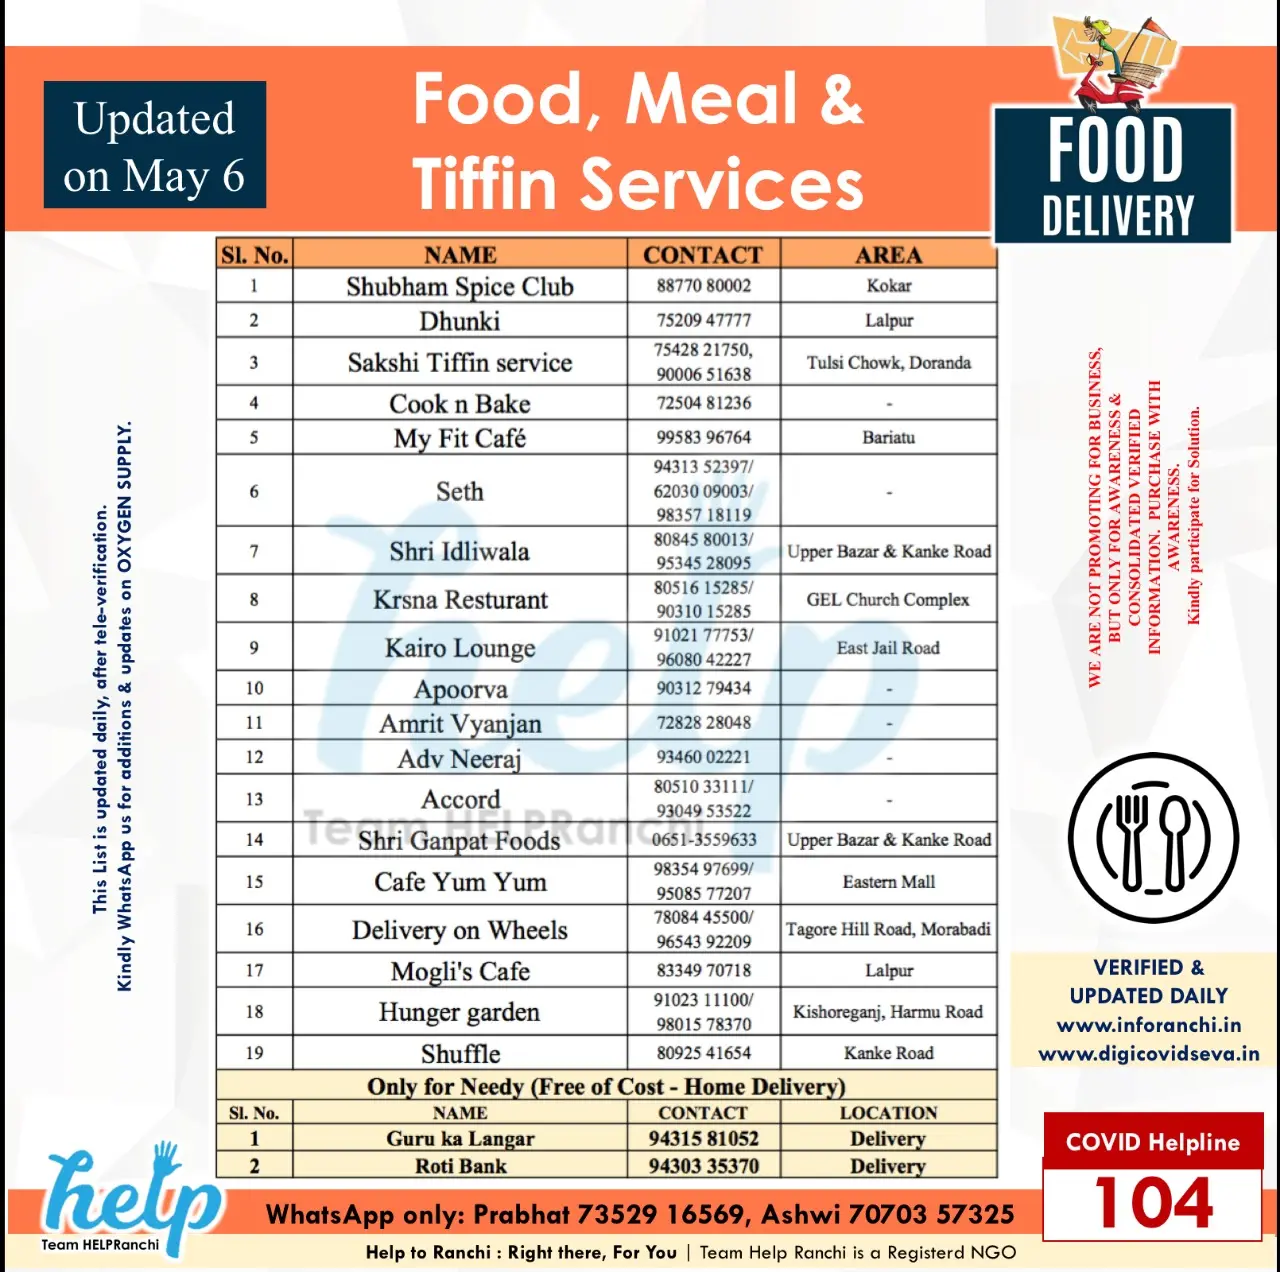 Updated
on May 6
Food, Meal &
Tiffin Services
FOOD
DELIVERY
Sl. No. NAME CONTACT AREA
1 Shubham Spice Club 88770 80002 Kokar
2 Dhunki 75209 47777 Lalpur
3 Sakshi Tiffin service 75428 21750, 90006 51638 Tulsi Chowk, Doranda
4 Cook n Bake 72504 81236 -
5 My Fit Café 99583 96764 Bariatu
6 Seth 94313 52397/ 62030 09003/ 98357 18119 -
7 Shri Idliwala 80845 80013/ 95345 28095 Upper Bazar & Kanke Road
8 Krsna Resturant 80516 15285/ 90310 15285 GEL Church Complex
9 Kairo Lounge 91021 77753/ 96080 42227 East Jail Road
10 Apoorva 90312 79434 -
11 Amrit Vyanjan 72828 28048 -
12 Adv Neeraj 93460 02221 -
13 Accord 80510 33111/ 93049 53522 -
14 Shri Ganpat Foods 0651-3559633 Upper Bazar & Kanke Road
15 Cafe Yum Yum 98354 97699/ 95085 77207 Eastern Mall
16 Delivery on Wheels 78084 45500/ 96543 92209 Tagore Hill Road, Morabadi
17 Mogli's Cafe 83349 70718 Lalpur
18 Hunger garden 91023 11100/ 98015 78370 Kishoreganj, Harmu Road
19 Shuffle 80925 41654 Kanke Road
Only for Needy (Free of Cost - Home Delivery)
Sl. No. NAME CONTACT LOCATION
1 Guru ka Langar 94315 81052 Delivery
2 Roti Bank 94303 35370 Delivery
help
Team HELPRanchi
This List is updated daily, after tele-verification.
Kindly WhatsApp us for additions & updates on OXYGEN SUPPLY.
WE ARE NOT PROMOTING FOR BUSINESS,
BUT ONLY FOR AWARENESS &
CONSOLIDATED VERIFIED
INFORMATION. PURCHASE WITH
AWARENESS.
Kindly participate for Solution.
VERIFIED &
UPDATED DAILY
www.inforanchi.in
www.digicovidseva.in
COVID Helpline
104
help
Team HELPRanchi
WhatsApp only: Prabhat 73529 16569, Ashwi 70703 57325
Help to Ranchi : Right there, For You | Team Help Ranchi is a Registerd NGO